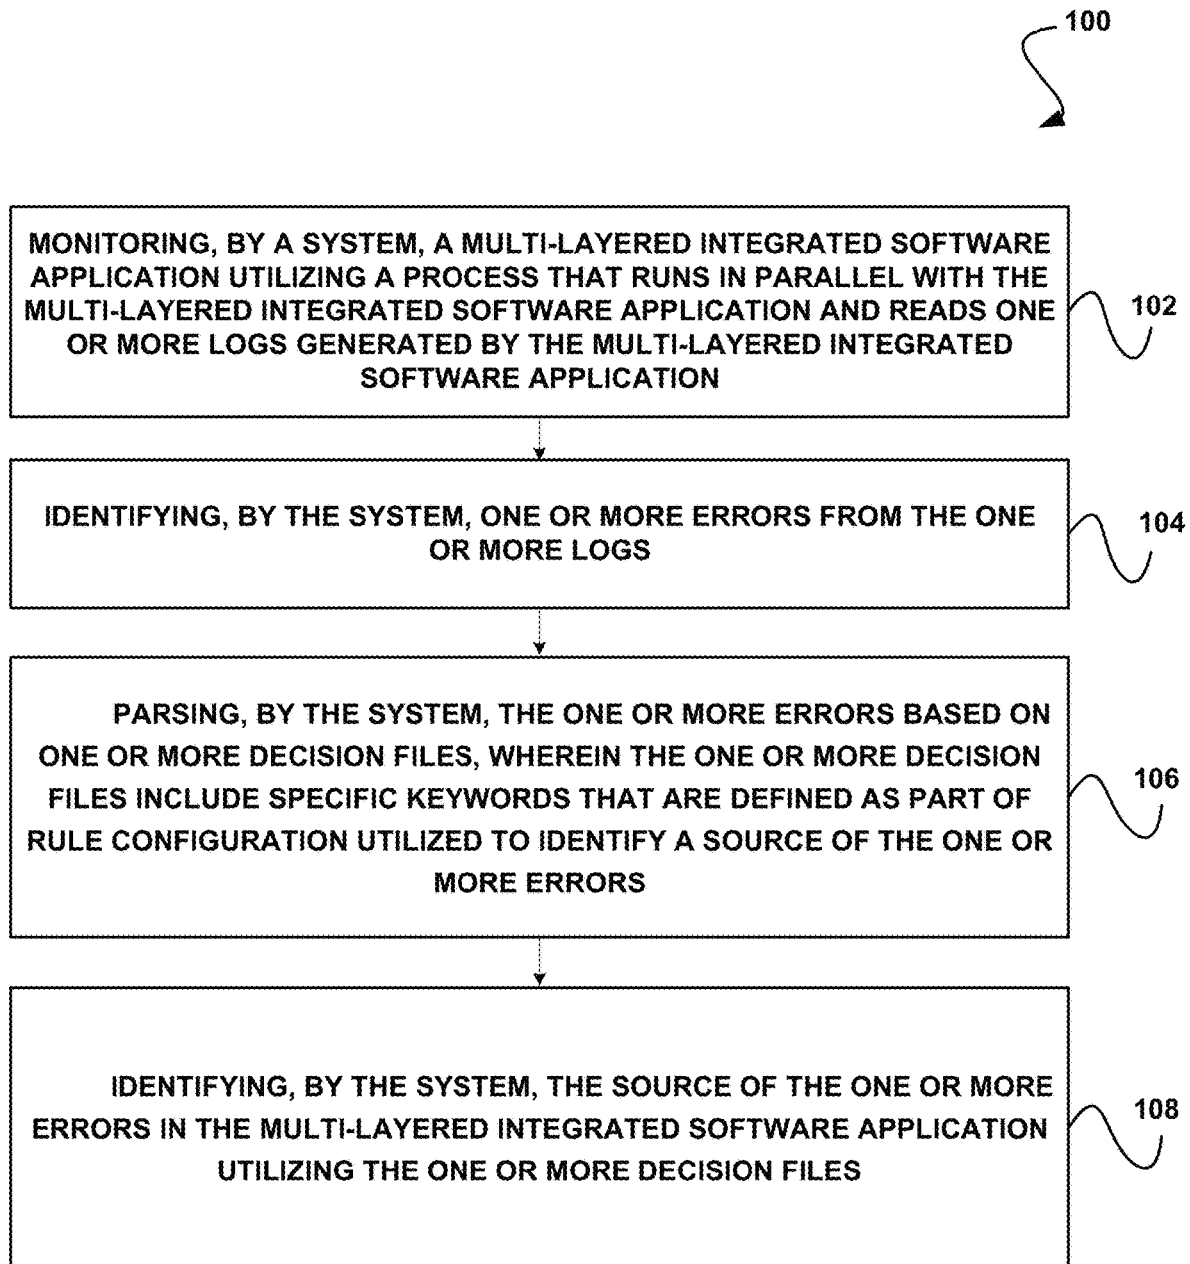 100
MONITORING, BY A SYSTEM, A MULTI-LAYERED INTEGRATED SOFTWARE
APPLICATION UTILIZING A PROCESS THAT RUNS IN PARALLEL WITH THE
MULTI-LAYERED INTEGRATED SOFTWARE APPLICATION AND READS ONE
OR MORE LOGS GENERATED BY THE MULTI-LAYERED INTEGRATED
SOFTWARE APPLICATION
102
IDENTIFYING, BY THE SYSTEM, ONE OR MORE ERRORS FROM THE ONE
OR MORE LOGS
104
PARSING, BY THE SYSTEM, THE ONE OR MORE ERRORS BASED ON
ONE OR MORE DECISION FILES, WHEREIN THE ONE OR MORE DECISION
FILES INCLUDE SPECIFIC KEYWORDS THAT ARE DEFINED AS PART OF
RULE CONFIGURATION UTILIZED TO IDENTIFY A SOURCE OF THE ONE OR
MORE ERRORS
106
IDENTIFYING, BY THE SYSTEM, THE SOURCE OF THE ONE OR MORE
ERRORS IN THE MULTI-LAYERED INTEGRATED SOFTWARE APPLICATION
UTILIZING THE ONE OR MORE DECISION FILES
108